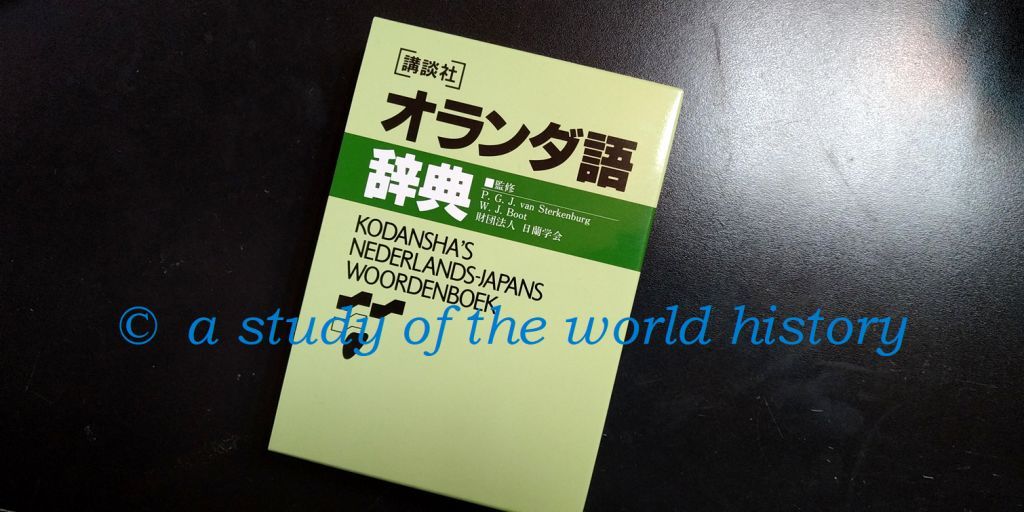 [講談社]
オランダ語
辞典
■監修
P. G. J. van Sterkenburg
W. J. Boot
財団法人 日蘭学会
KODANSHA'S
NEDERLANDS-JAPANS
WOORDENBOEK
© a study of the world history